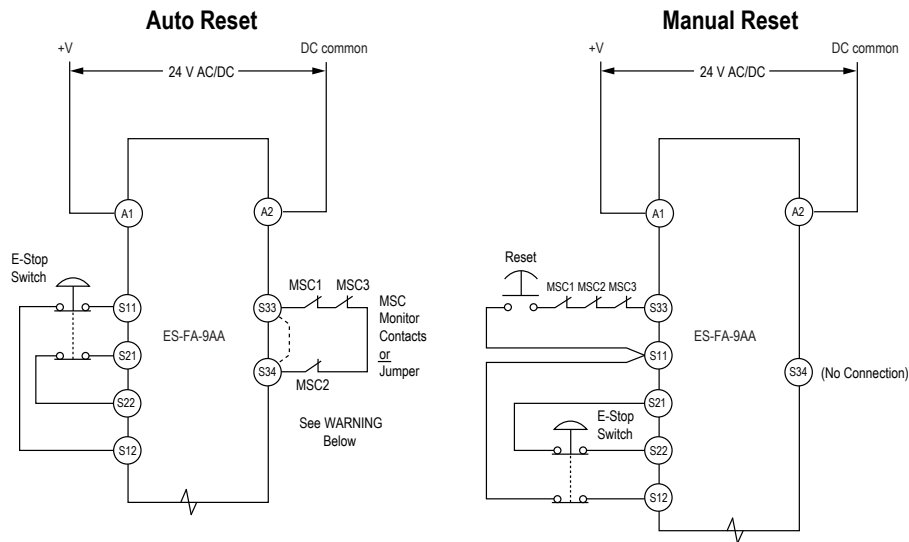 Auto Reset
+V
DC common
24 V AC/DC
A1
A2
E-Stop
Switch
S11
S21
S22
S12
ES-FA-9AA
S33
S34
MSC1
MSC3
MSC2
MSC
Monitor
Contacts
or
Jumper
See WARNING
Below
Manual Reset
+V
DC common
24 V AC/DC
A1
A2
Reset
MSC1
MSC2
MSC3
S33
S11
ES-FA-9AA
S21
S34
(No Connection)
E-Stop
Switch
S22
S12